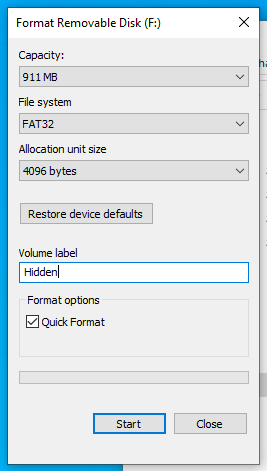 Format Removable Disk (F:)
Capacity:
911 MB
File system
FAT32
Allocation unit size
4096 bytes
Restore device defaults
Volume label
Hidden
Format options
Quick Format
Start Close